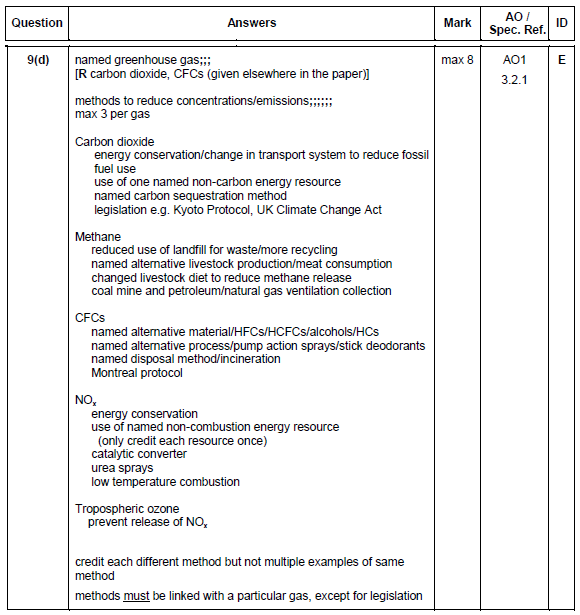 Question
Answers
Mark
AO /
Spec. Ref.
ID
9(d)
named greenhouse gas;;;
max 8
AO1
E
[R carbon dioxide, CFCs (given elsewhere in the paper)]
3.2.1
methods to reduce concentrations/emissions;;;;;;
max 3 per gas
Carbon dioxide
energy conservation/change in transport system to reduce fossil
fuel use
use of one named non-carbon energy resource
named carbon sequestration method
legislation e.g. Kyoto Protocol, UK Climate Change Act
Methane
reduced use of landfill for waste/more recycling
named alternative livestock production/meat consumption
changed livestock diet to reduce methane release
coal mine and petroleum/natural gas ventilation collection
CFCs
named alternative material/HFCs/HCFCs/alcohols/HCs
named alternative process/pump action sprays/stick deodorants
named disposal method/incineration
Montreal protocol
NOx
energy conservation
use of named non-combustion energy resource
(only credit each resource once)
catalytic converter
urea sprays
low temperature combustion
Tropospheric ozone
prevent release of NOx
credit each different method but not multiple examples of same
method
methods must be linked with a particular gas, except for legislation